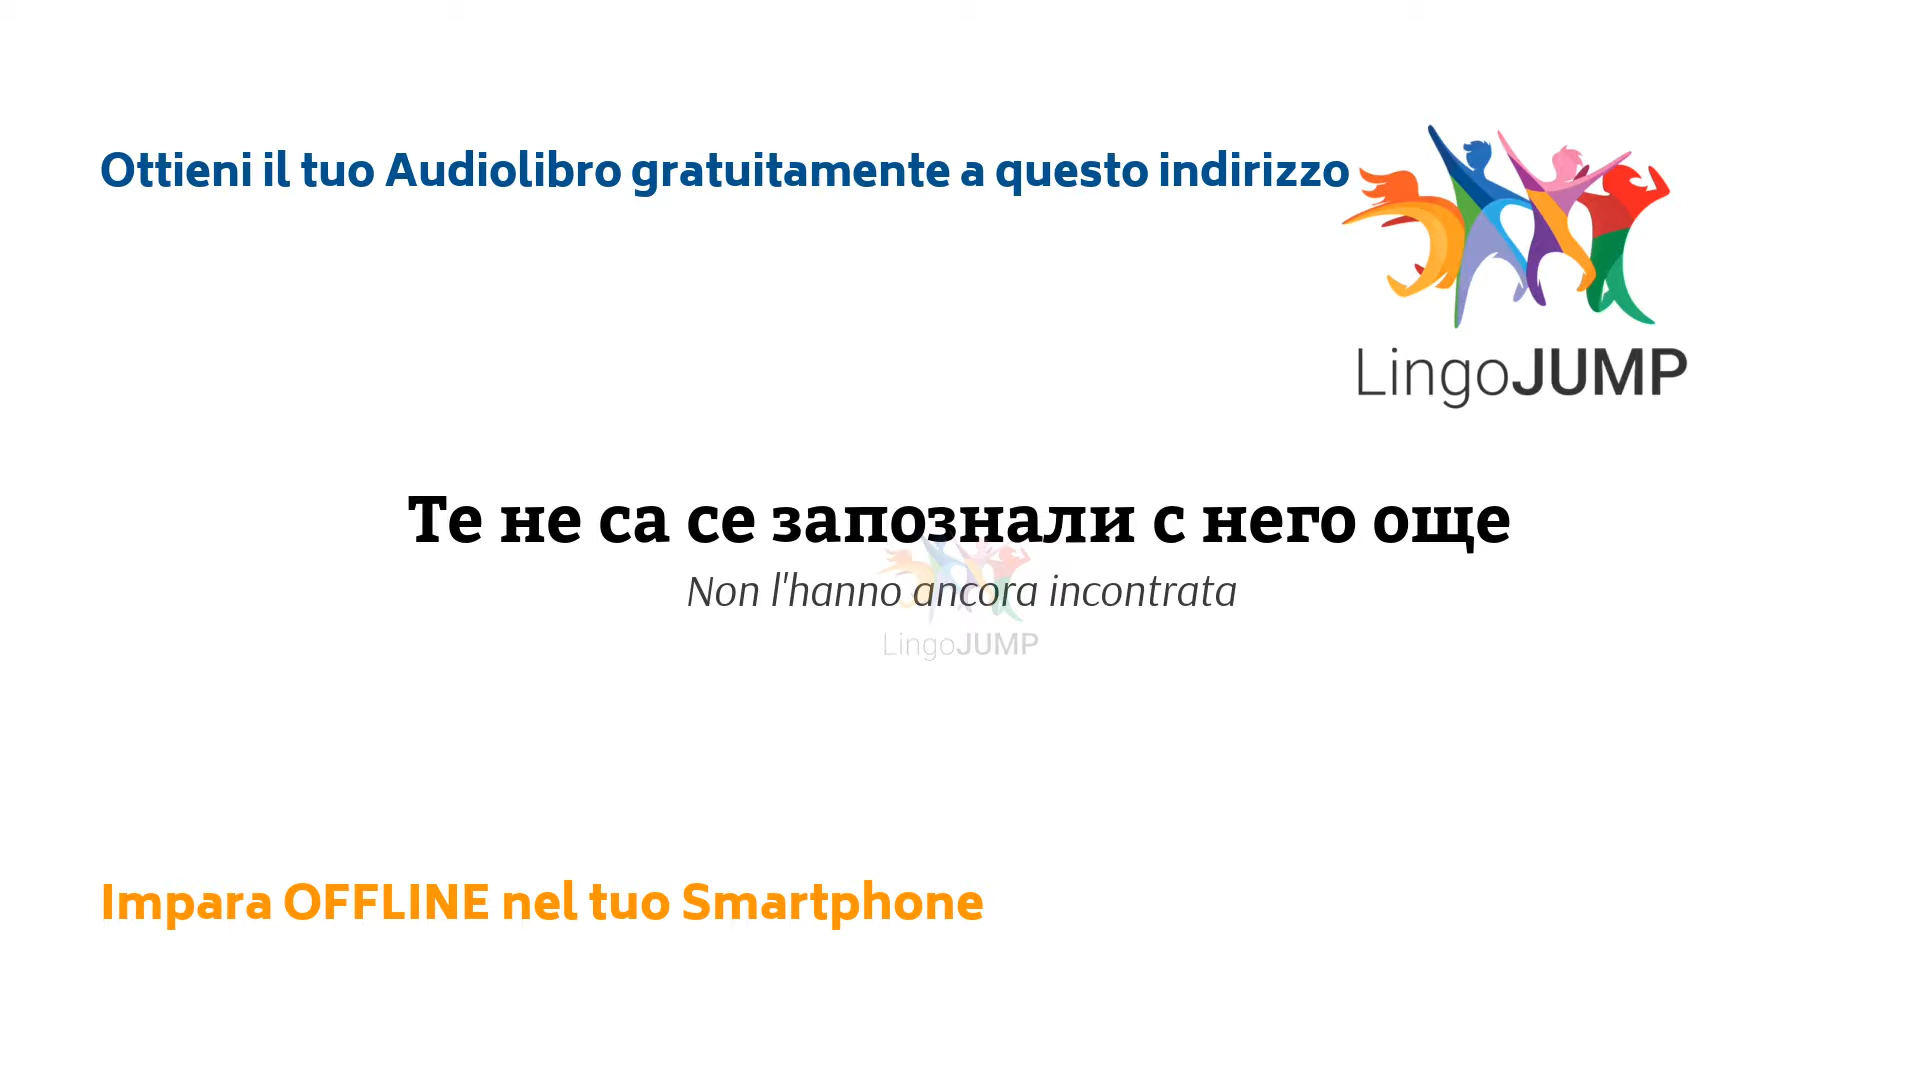 Ottieni il tuo Audiolibro gratuitamente a questo indirizzo
LingoJUMP
Те не са се запознали с него още
Non l'hanno ancora incontrata
LingoJUMP
Impara OFFLINE nel tuo Smartphone